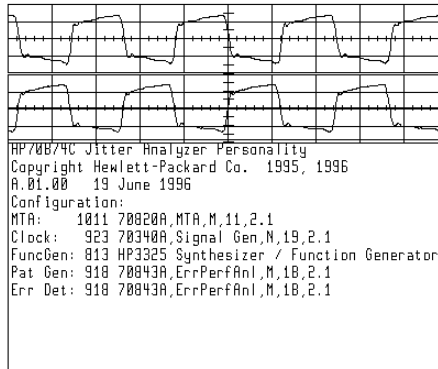 HP70874C Jitter Analyzer Personality
Copyright Hewlett-Packard Co. 1995, 1996
A.01.00 19 June 1996
Configuration:
MTA: 1011 70820A,MTA,M,11,2.1
Clock: 923 70340A,Signal Gen,N,19,2.1
FuncGen: 813 HP3325 Synthesizer / Function Generator
Pat Gen: 918 70843A,ErrPerfAnl,M,1B,2.1
Err Det: 918 70843A,ErrPerfAnl,M,1B,2.1